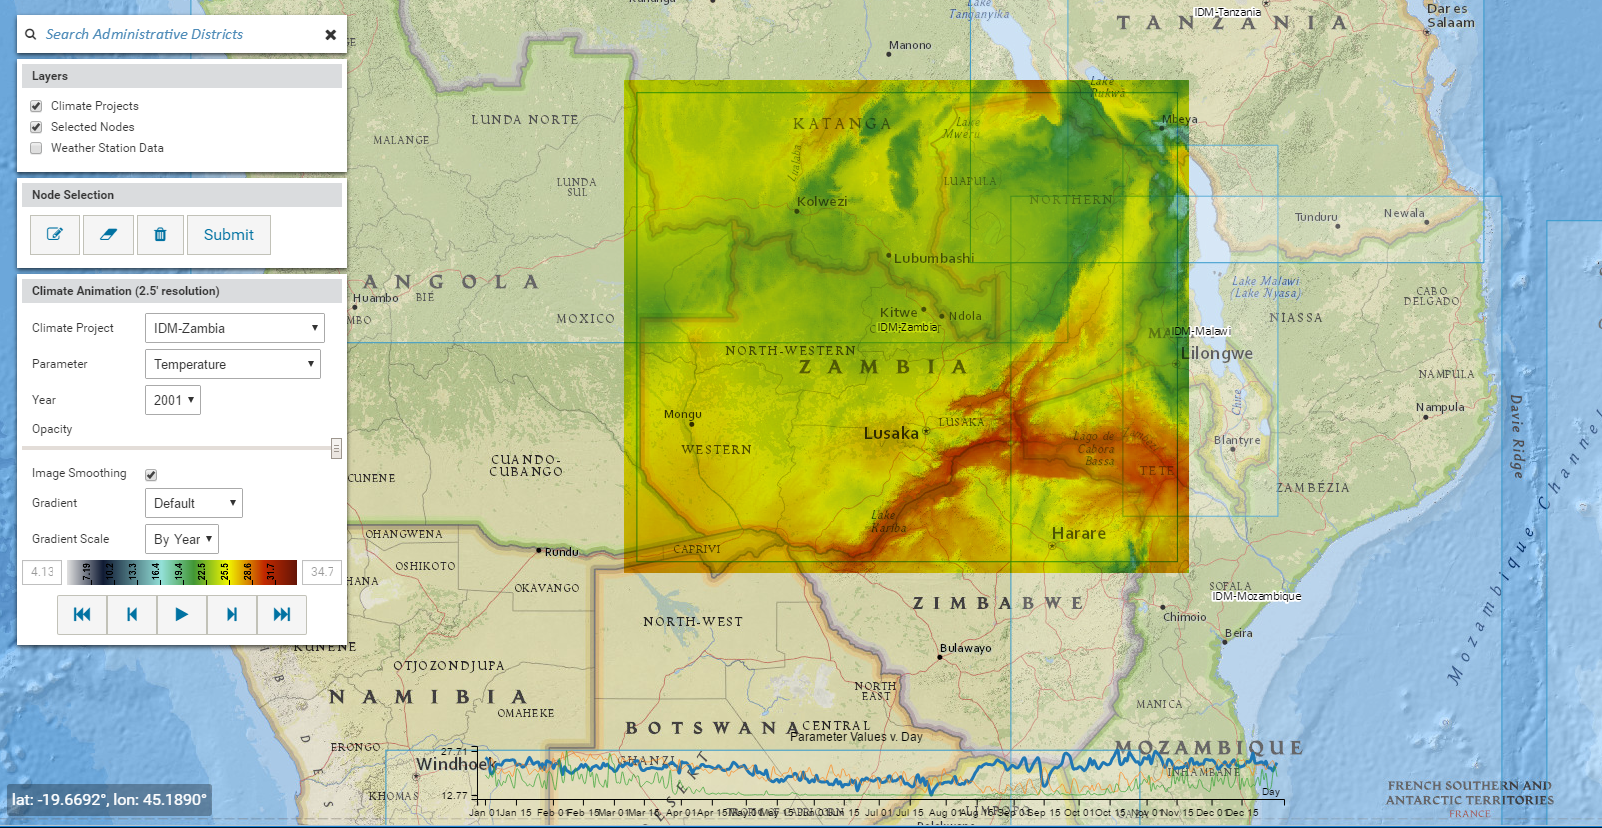 Search Administrative Districts
Layers
Climate Projects
Selected Nodes
Weather Station Data
Node Selection
Submit
Climate Animation (2.5' resolution)
Climate Project
IDM-Zambia
Parameter
Temperature
Year
2001
Opacity
Image Smoothing
Gradient
Default
Gradient Scale
By Year
4.13
7.19
10.2
13.3
16.4
19.4
22.5
25.5
28.6
31.7
34.7
lat: -19.6692°, lon: 45.1890°
Lake Tanganyika
IDM-Tanzania
TANZANIA
Dar es Salaam
Manono
Lake Rukwa
Mbeya
KATANGA
Lake Mweru
LUNDA NORTE
MALANGE
LUNDA SUL
Lualaba
LUAPULA
NORTHERN
Kolwezi
Tunduru
Newala
Lubumbashi
ANGOLA
Huambo
BIÉ
MOXICO
Kitwe
Ndola
IDM-Zambia
Lake Malawi (Lake Nyasa)
CABO DELGADO
NIASSA
IDM-Malawi
Lilongwe
NORTH-WESTERN
ZAMBIA
NAMPULA
Nampula
Mongu
Lusaka
LUSAKA
WESTERN
Lago de Cahora Bassa
TETE
Chire
Blantyre
ZAMBÉZIA
CUANDO-CUBANGO
CUNENE
Lake Kariba
Harare
CAPRIVI
OHANGWENA
Rundu
OSHIKOTO
OKAVANGO
SOFALA
IDM-Mozambique
ZIMBABWE
Chimoio
Beira
NORTH-WEST
Bulawayo
KUNENE
OTJOZONDJUPA
NAMIBIA
OMAHEKE
NORTH EAST
MANICA
BOTSWANA
CENTRAL
Parameter Values v. Day
ERONGO
Windhoek
GHANZI
MOZAMBIQUE
INHAMBANE
KHOMAS
Davie Ridge
Mozambique Channel
FRENCH SOUTHERN AND
ANTARCTIC TERRITORIES
FRANCE
27.71
12.77
Day
Jan 01
Jan 15
Feb 01
Feb 15
Mar 01
Mar 15
Apr 01
Apr 15
May 01
May 15
Jun 01
Jun 15
Jul 01
Jul 15
Aug 01
Aug 15
Sep 01
Sep 15
Oct 01
Oct 15
Nov 01
Nov 15
Dec 01
Dec 15